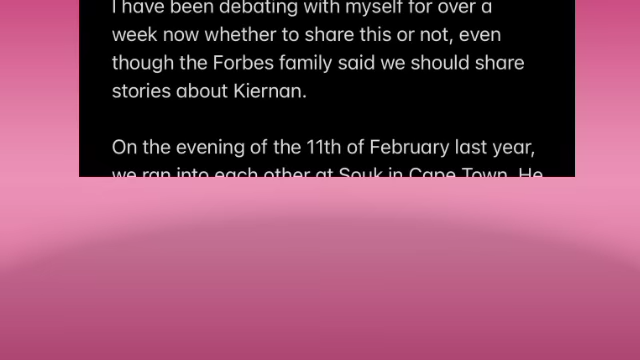 I have been debating with myself for over a
week now whether to share this or not, even
though the Forbes family said we should share
stories about Kiernan.
On the evening of the 11th of February last year,
we ran into each other at Souk in Cape Town. He